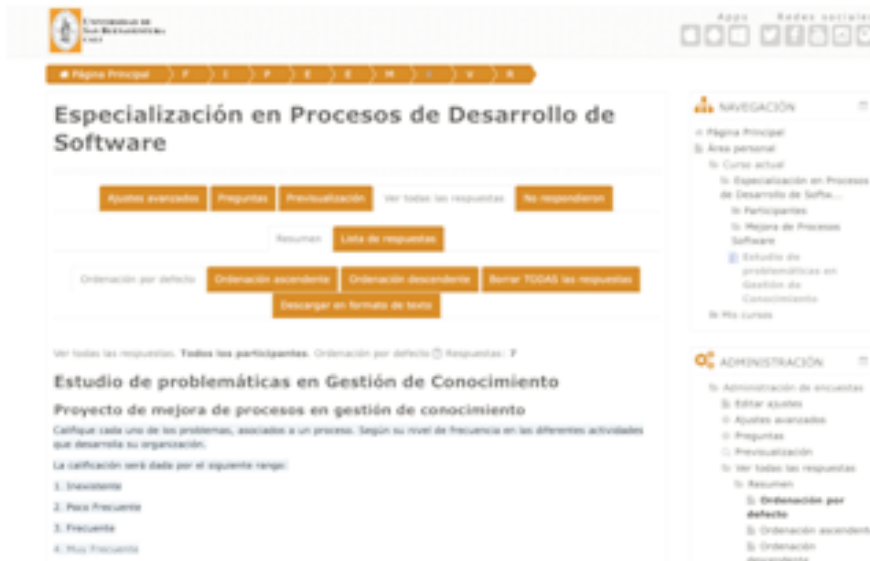 UNIVERSIDAD DE
SAN BUENAVENTURA
CALI
Apps Redes sociales
Página Principal F I P E E M V R
Especialización en Procesos de Desarrollo de
Software
Ajustes avanzados Preguntas Previsualización Ver todas las respuestas No respondieron
Resumen Lista de respuestas
Ordenación por defecto Ordenación ascendente Ordenación descendente Borrar TODAS las respuestas
Descargar en formato de texto
Ver todas las respuestas. Todos los participantes. Ordenación por defecto Respuestas: 7
Estudio de problemáticas en Gestión de Conocimiento
Proyecto de mejora de procesos en gestión de conocimiento
Califique cada uno de los problemas, asociados a un proceso. Según su nivel de frecuencia en las diferentes actividades
que desarrolla su organización.
La calificación será dada por el siguiente rango:
1. Inexistente
2. Poco Frecuente
3. Frecuente
4. Muy Frecuente
NAVEGACIÓN
Página Principal
Área personal
Curso actual
Especialización en Procesos
de Desarrollo de Softw...
Participantes
Mejora de Procesos
Software
Estudio de
problemáticas en
Gestión de
Conocimiento
Mis cursos
ADMINISTRACIÓN
Administración de encuestas
Editar ajustes
Ajustes avanzados
Preguntas
Previsualización
Ver todas las respuestas
Resumen
Ordenación por
defecto
Ordenación ascendente
Ordenación
descendente